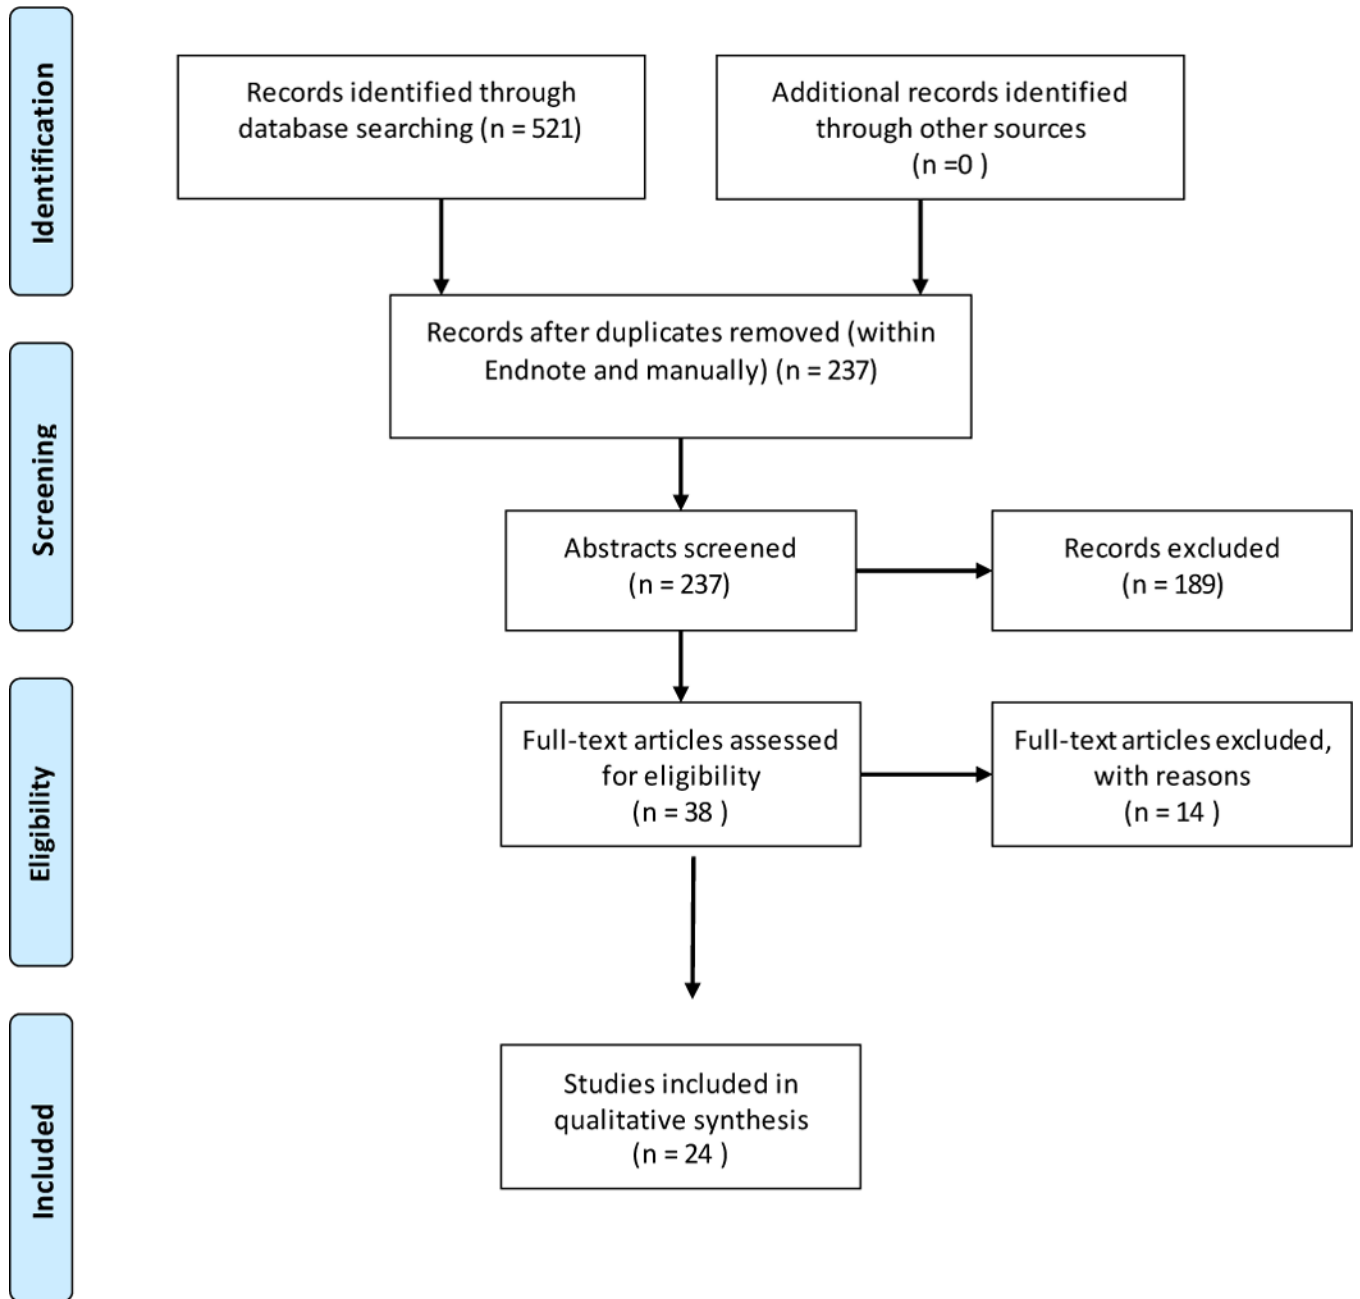 Identification
Records identified through
database searching (n = 521)
Additional records identified
through other sources
(n =0 )
Records after duplicates removed (within
Endnote and manually) (n = 237)
Screening
Abstracts screened
(n = 237)
Records excluded
(n = 189)
Eligibility
Full-text articles assessed
for eligibility
(n = 38 )
Full-text articles excluded,
with reasons
(n = 14 )
Included
Studies included in
qualitative synthesis
(n = 24 )